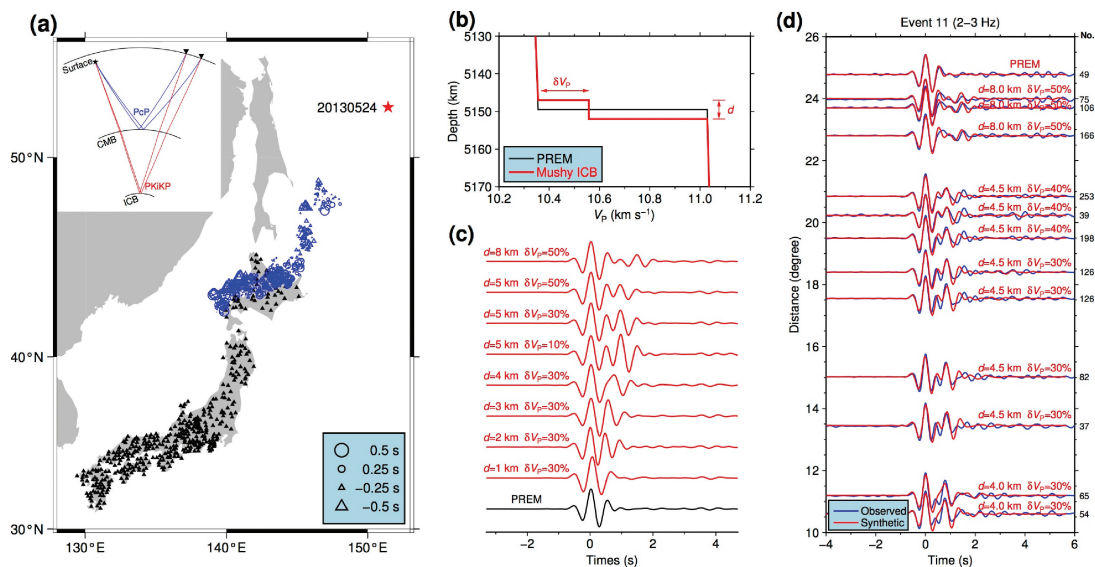 (a)
Surface
PcP
CMB
PKiKP
ICB
20130524
50°N
40°N
30°N
130°E
140°E
150°E
0.5 s
0.25 s
−0.25 s
−0.5 s
(b)
5130
5140
5150
5160
5170
Depth (km)
δVP
d
PREM
Mushy ICB
10.2
10.4
10.6
10.8
11.0
11.2
VP (km s−1)
(c)
d=8 km δVP=50%
d=5 km δVP=50%
d=5 km δVP=30%
d=5 km δVP=10%
d=4 km δVP=30%
d=3 km δVP=30%
d=2 km δVP=30%
d=1 km δVP=30%
PREM
−2
0
2
4
Times (s)
(d)
Event 11 (2−3 Hz)
No.
26
24
22
20
18
16
14
12
10
Distance (degree)
PREM
49
d=8.0 km δVP=50%
75
d=8.0 km δVP=50%
106
d=8.0 km δVP=50%
166
d=4.5 km δVP=40%
253
d=4.5 km δVP=40%
39
d=4.5 km δVP=40%
198
d=4.5 km δVP=30%
126
d=4.5 km δVP=30%
126
d=4.5 km δVP=30%
82
d=4.5 km δVP=30%
37
d=4.0 km δVP=30%
65
d=4.0 km δVP=30%
54
Observed
Synthetic
−4
−2
0
2
4
6
Time (s)